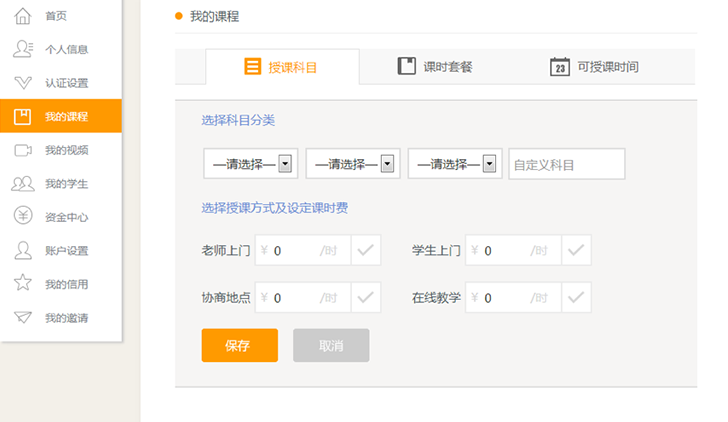 首页
个人信息
认证设置
我的课程
我的视频
我的学生
资金中心
账户设置
我的信用
我的邀请
我的课程
授课科目 课时套餐 23 可授课时间
选择科目分类
—请选择— —请选择— —请选择— 自定义科目
选择授课方式及设定课时费
老师上门 ¥ 0 /时 学生上门 ¥ 0 /时
协商地点 ¥ 0 /时 在线教学 ¥ 0 /时
保存 取消